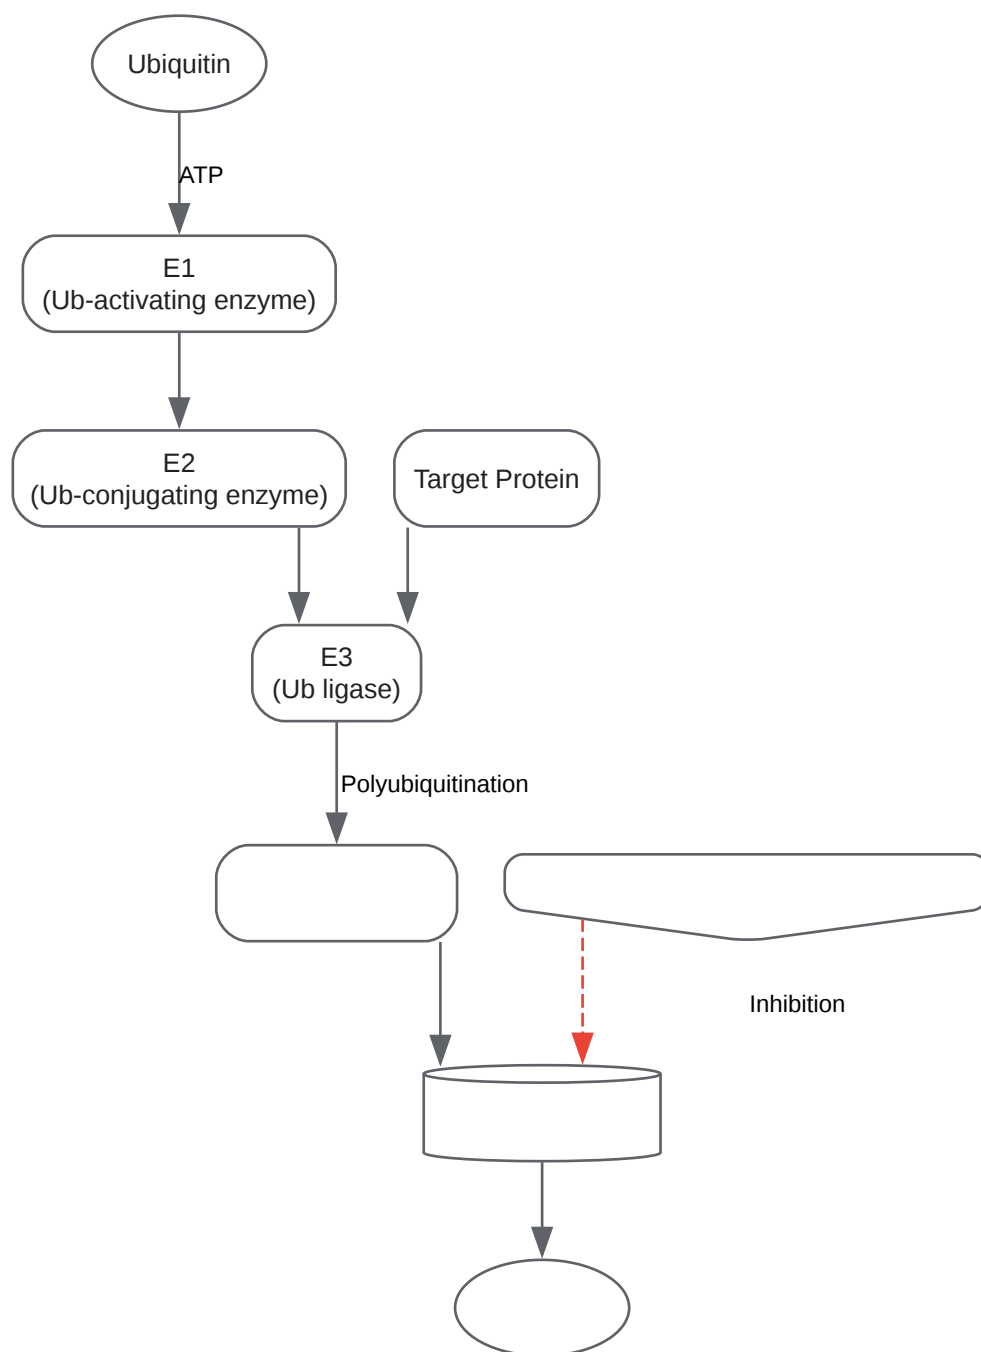 Ubiquitin
ATP
E1
(Ub-activating enzyme)
E2
(Ub-conjugating enzyme)
Target Protein
E3
(Ub ligase)
Polyubiquitination
Inhibition